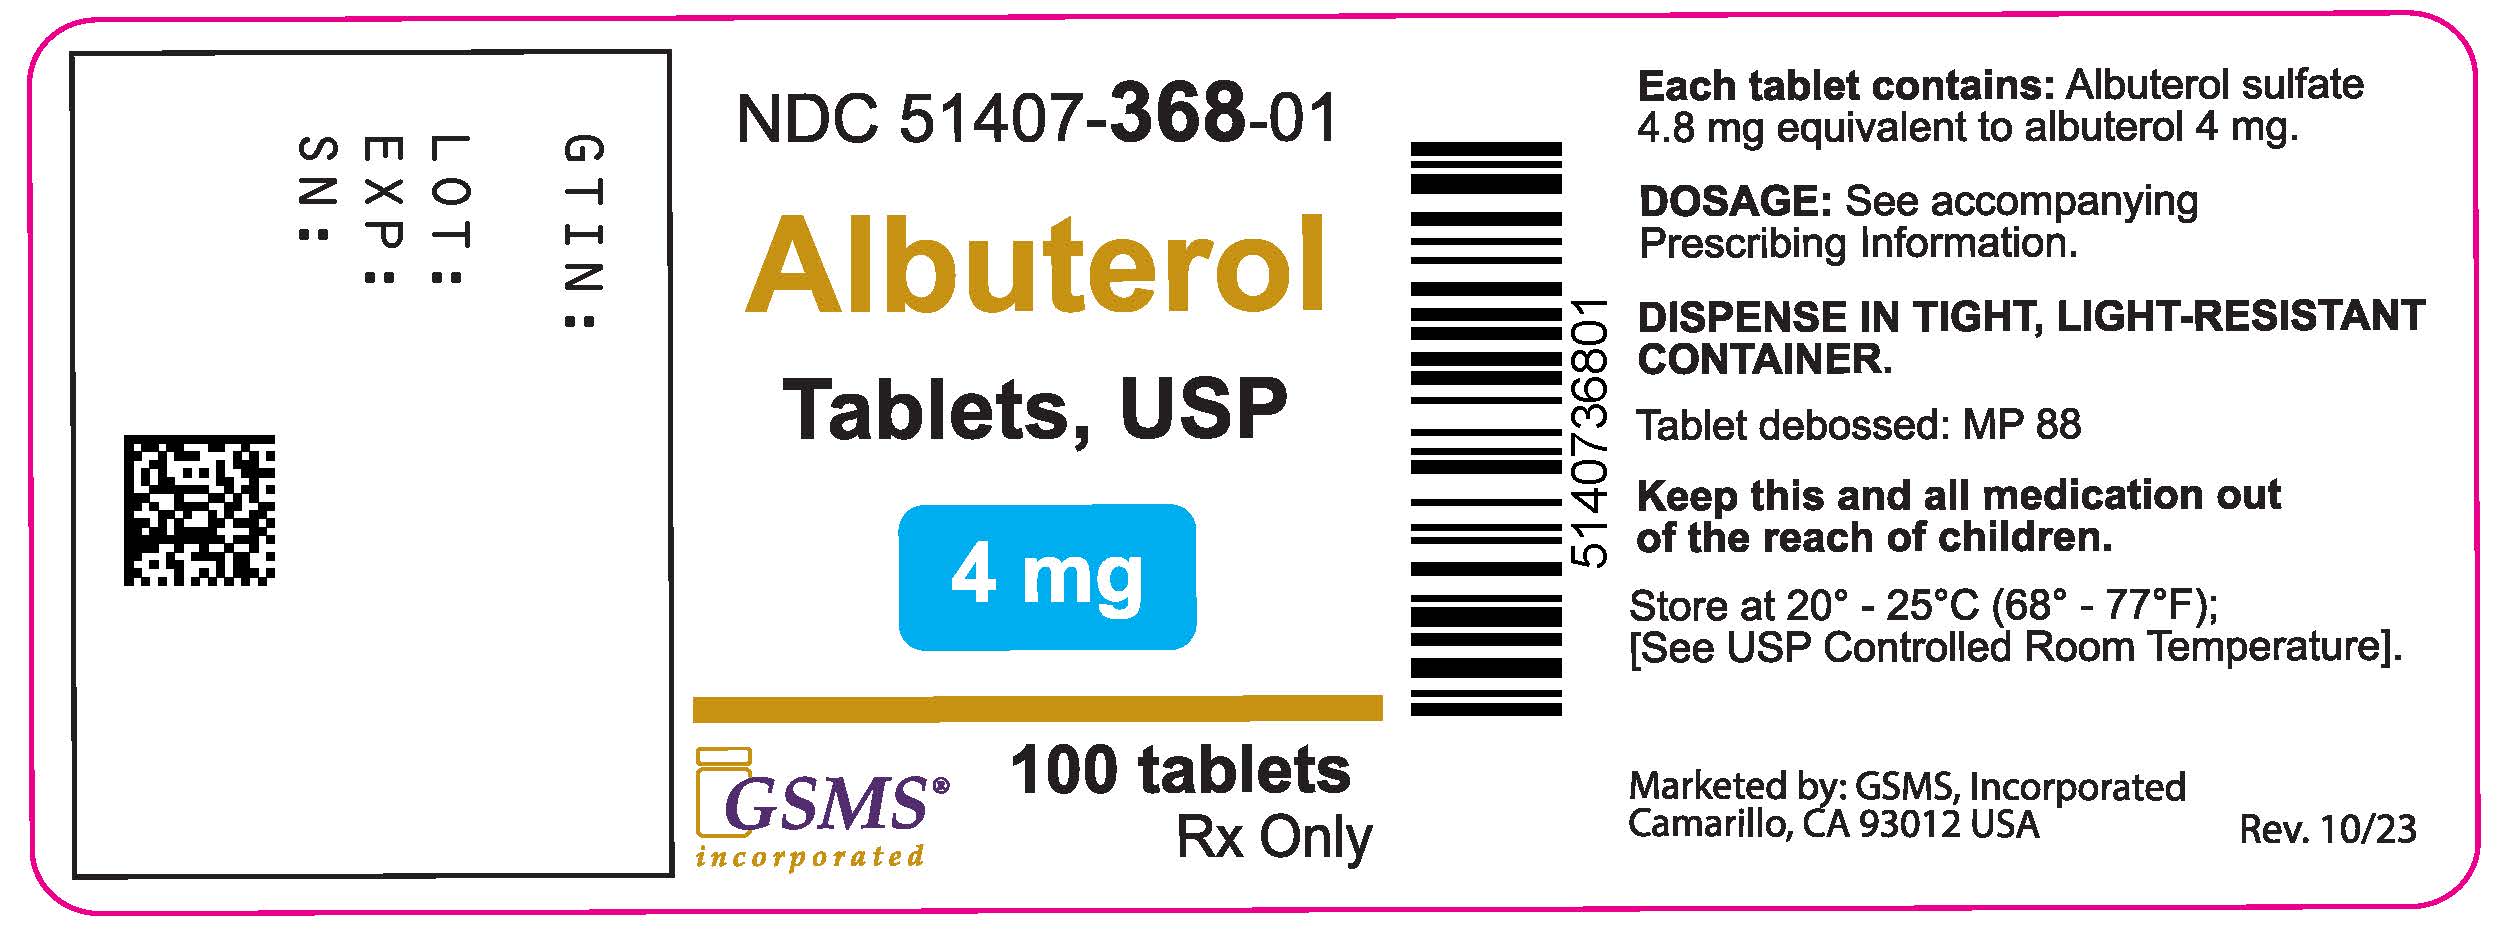 GTIN:
LOT:
EXP:
SN:
NDC 51407-368-01
Albuterol
Tablets, USP
4 mg
GSMS®
incorporated
100 tablets
Rx Only
5140736801
Each tablet contains: Albuterol sulfate
4.8 mg equivalent to albuterol 4 mg.
DOSAGE: See accompanying
Prescribing Information.
DISPENSE IN TIGHT, LIGHT-RESISTANT
CONTAINER.
Tablet debossed: MP 88
Keep this and all medication out
of the reach of children.
Store at 20° - 25°C (68° - 77°F);
[See USP Controlled Room Temperature].
Marketed by: GSMS, Incorporated
Camarillo, CA 93012 USA
Rev. 10/23